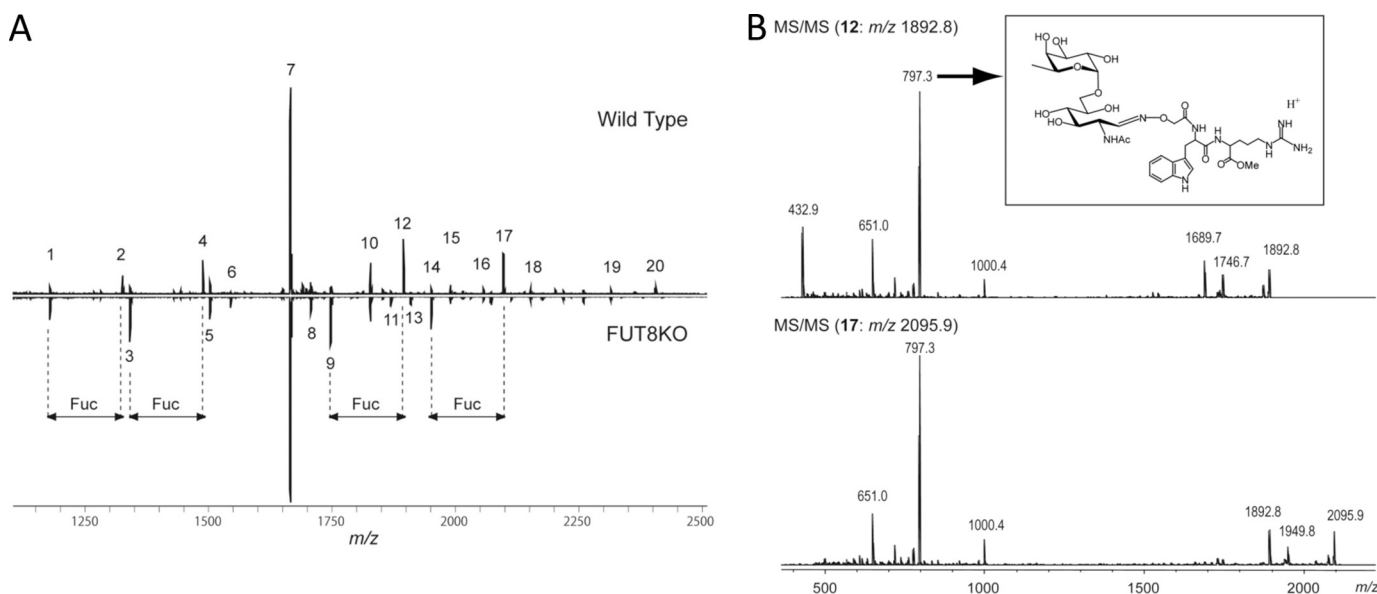 A
7
Wild Type
12
4
10
15
17
1
2
6
14
16
18
19
20
FUT8KO
5
8
11
13
3
9
Fuc
Fuc
Fuc
Fuc
1500
1750
2000
2250
2500
m/z
B
MS/MS (12: m/z 1892.8)
797.3
HO
HO
HO
OH
O
O
HO
OH
HO
NHAc
N
O
O
H
N
O
H
N
O
OMe
H
N
NH
NH2
H+
N
H
432.9
651.0
1000.4
1689.7
1746.7
1892.8
MS/MS (17: m/z 2095.9)
797.3
651.0
1000.4
1892.8
1949.8
2095.9
500
1000
1500
2000
m/z